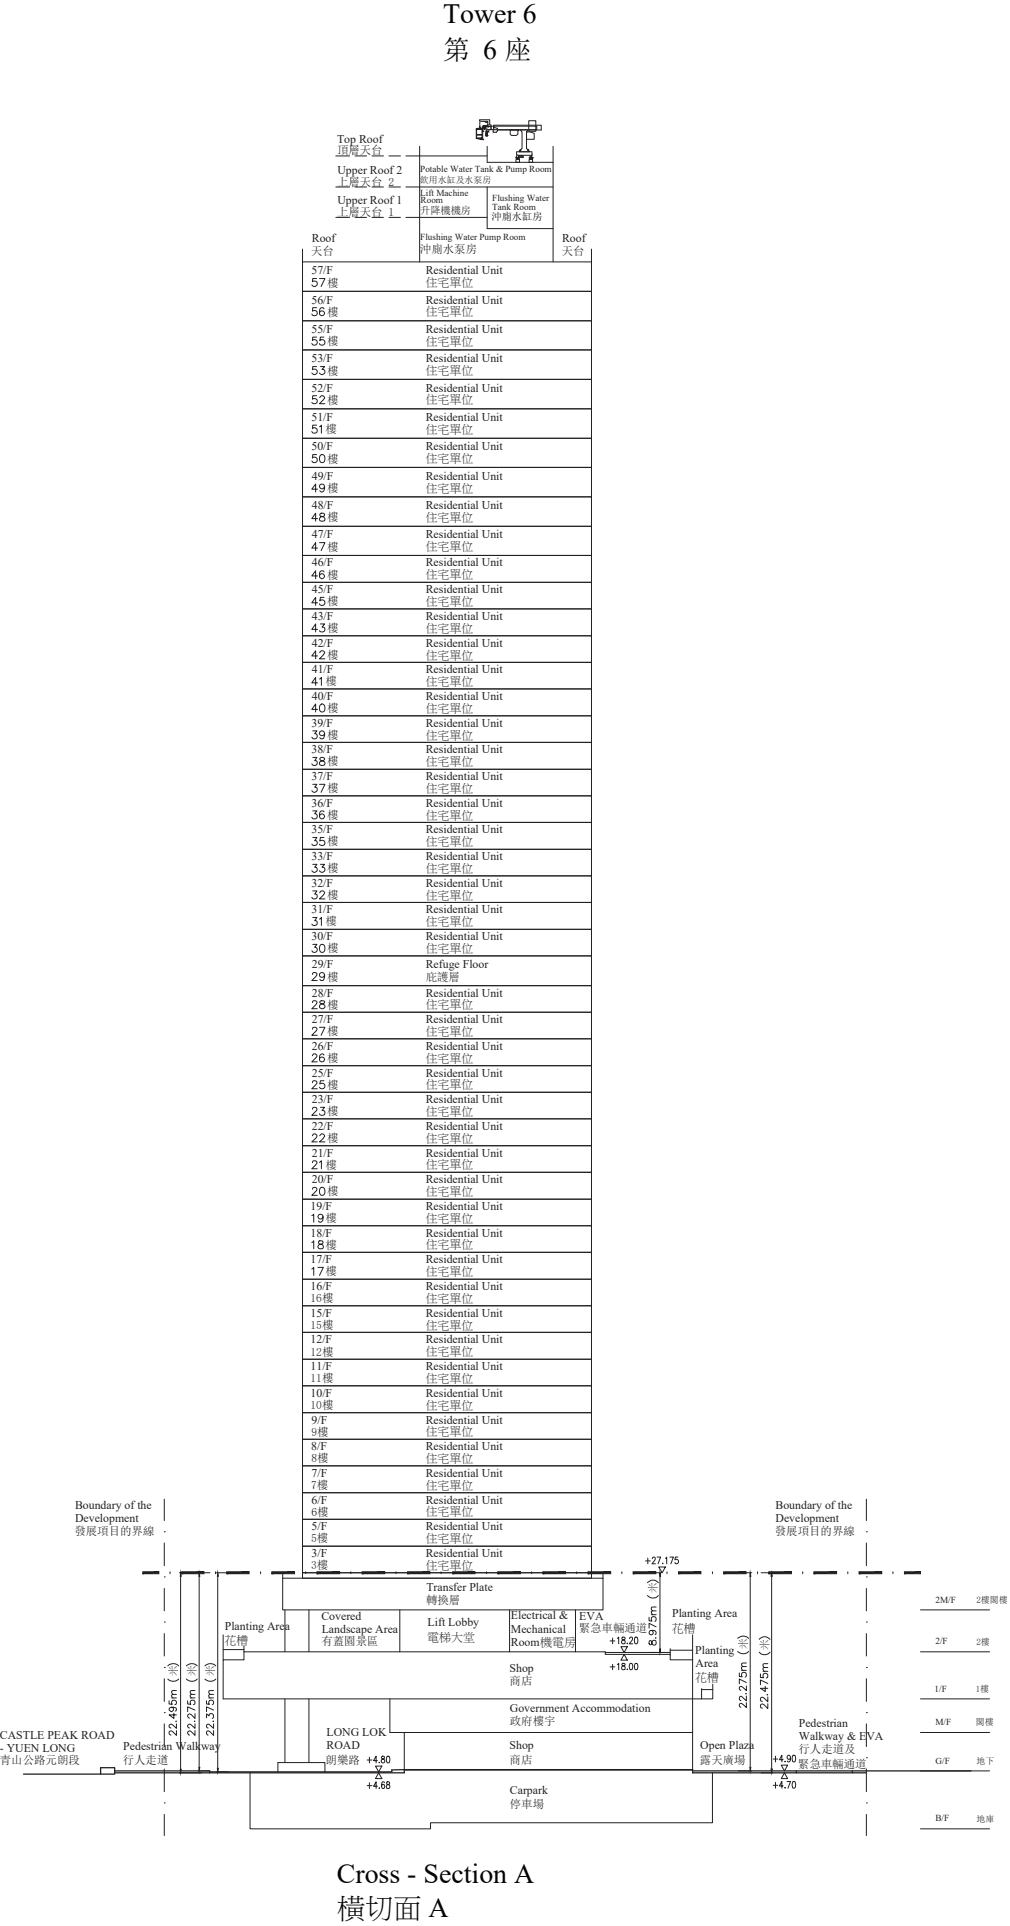 Tower 6
第 6 座
Top Roof
頂層天台
Upper Roof 2
上層天台 2
Potable Water Tank & Pump Room
飲用水缸及水泵房
Upper Roof 1
上層天台 1
Lift Machine
Room
升降機機房
Flushing Water
Tank Room
沖廁水缸房
Roof
天台
Flushing Water Pump Room
沖廁水泵房
Roof
天台
57/F Residential Unit
57樓 住宅單位
56/F Residential Unit
56樓 住宅單位
55/F Residential Unit
55樓 住宅單位
53/F Residential Unit
53樓 住宅單位
52/F Residential Unit
52樓 住宅單位
51/F Residential Unit
51樓 住宅單位
50/F Residential Unit
50樓 住宅單位
49/F Residential Unit
49樓 住宅單位
48/F Residential Unit
48樓 住宅單位
47/F Residential Unit
47樓 住宅單位
46/F Residential Unit
46樓 住宅單位
45/F Residential Unit
45樓 住宅單位
43/F Residential Unit
43樓 住宅單位
42/F Residential Unit
42樓 住宅單位
41/F Residential Unit
41樓 住宅單位
40/F Residential Unit
40樓 住宅單位
39/F Residential Unit
39樓 住宅單位
38/F Residential Unit
38樓 住宅單位
37/F Residential Unit
37樓 住宅單位
36/F Residential Unit
36樓 住宅單位
35/F Residential Unit
35樓 住宅單位
33/F Residential Unit
33樓 住宅單位
32/F Residential Unit
32樓 住宅單位
31/F Residential Unit
31樓 住宅單位
30/F Residential Unit
30樓 住宅單位
29/F Refuge Floor
29樓 庇護層
28/F Residential Unit
28樓 住宅單位
27/F Residential Unit
27樓 住宅單位
26/F Residential Unit
26樓 住宅單位
25/F Residential Unit
25樓 住宅單位
23/F Residential Unit
23樓 住宅單位
22/F Residential Unit
22樓 住宅單位
21/F Residential Unit
21樓 住宅單位
20/F Residential Unit
20樓 住宅單位
19/F Residential Unit
19樓 住宅單位
18/F Residential Unit
18樓 住宅單位
17/F Residential Unit
17樓 住宅單位
16/F Residential Unit
16樓 住宅單位
15/F Residential Unit
15樓 住宅單位
12/F Residential Unit
12樓 住宅單位
11/F Residential Unit
11樓 住宅單位
10/F Residential Unit
10樓 住宅單位
9/F Residential Unit
9樓 住宅單位
8/F Residential Unit
8樓 住宅單位
7/F Residential Unit
7樓 住宅單位
6/F Residential Unit
6樓 住宅單位
5/F Residential Unit
5樓 住宅單位
3/F Residential Unit
3樓 住宅單位
Boundary of the
Development
發展項目的界線
Boundary of the
Development
發展項目的界線
+27.175
Transfer Plate
轉換層
2M/F 2樓閣樓
Planting Area
花槽
Covered
Landscape Area
有蓋園景區
Lift Lobby
電梯大堂
Electrical &
Mechanical
Room機電房
EVA
緊急車輛通道
+18.20
+18.00
8.975m (米)
Planting Area
花槽
Planting
Area
花槽
2/F 2樓
Shop
商店
1/F 1樓
22.495m (米)
22.275m (米)
22.375m (米)
22.275m (米)
22.475m (米)
Government Accommodation
政府樓宇
M/F 閣樓
CASTLE PEAK ROAD
- YUEN LONG
青山公路元朗段
Pedestrian Walkway
行人走道
LONG LOK
ROAD
朗樂路
+4.80
+4.68
Shop
商店
Open Plaza
露天廣場
+4.90
+4.70
Pedestrian
Walkway & EVA
行人走道及
緊急車輛通道
G/F 地下
Carpark
停車場
B/F 地庫
Cross - Section A
橫切面 A